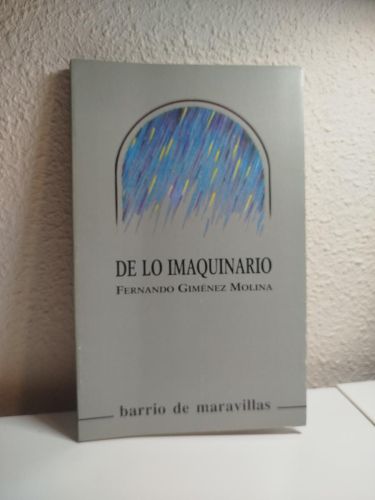 DE LO IMAQUINARIO
FERNANDO GIMÉNEZ MOLINA
barrio de maravillas